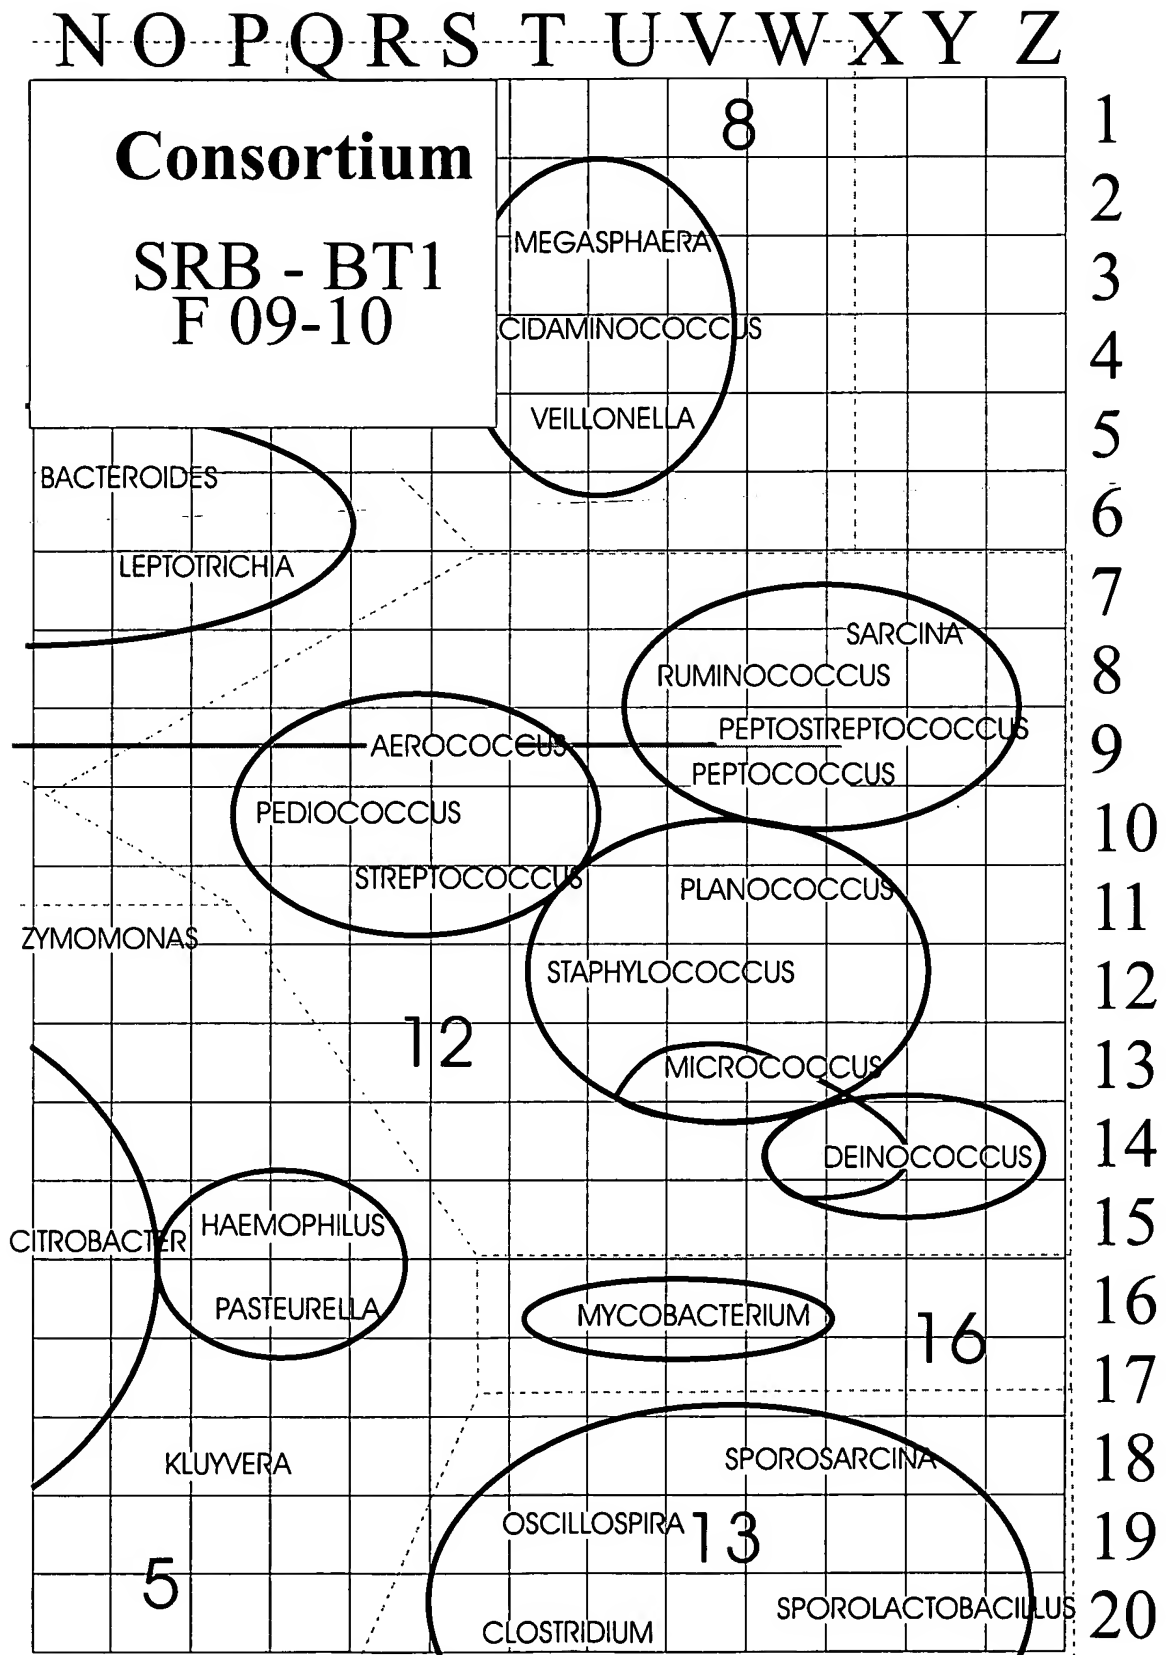 N O P Q R S T U V W X Y Z
1
8
Consortium
2
MEGASPHAERA
SRB - BT1
3
F 09-10
CIDAMINOCOCCUS
4
VEILLONELLA
5
BACTEROIDES
6
LEPTOTRICHIA
7
SARCINA
8
RUMINOCOCCUS
PEPTOSTREPTOCOCCUS
9
AEROCOCCUS
PEPTOCOCCUS
PEDIOCOCCUS
10
STREPTOCOCCUS
PLANOCOCCUS
11
ZYMOMONAS
STAPHYLOCOCCUS
12
12
MICROCOCCUS
13
DEINOCOCCUS
14
HAEMOPHILUS
15
CITROBACTER
PASTEURELLA
MYCOBACTERIUM
16
16
17
KLUYVERA
SPOROSARCINA
18
OSCILLOSPIRA
13
19
5
SPOROLACTOBACILLUS
20
CLOSTRIDIUM